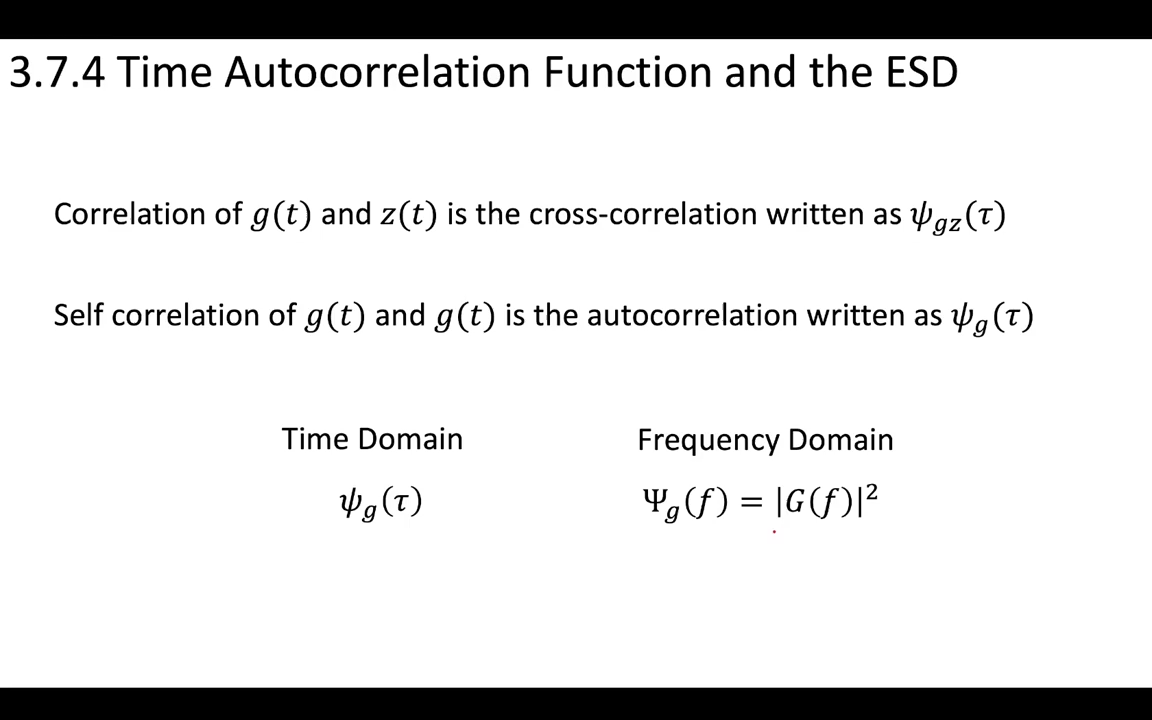 3.7.4 Time Autocorrelation Function and the ESD
Correlation of g(t) and z(t) is the cross-correlation written as ψ_gz(τ)
Self correlation of g(t) and g(t) is the autocorrelation written as ψ_g(τ)
Time Domain Frequency Domain
ψ_g(τ) Ψ_g(f) = |G(f)|²